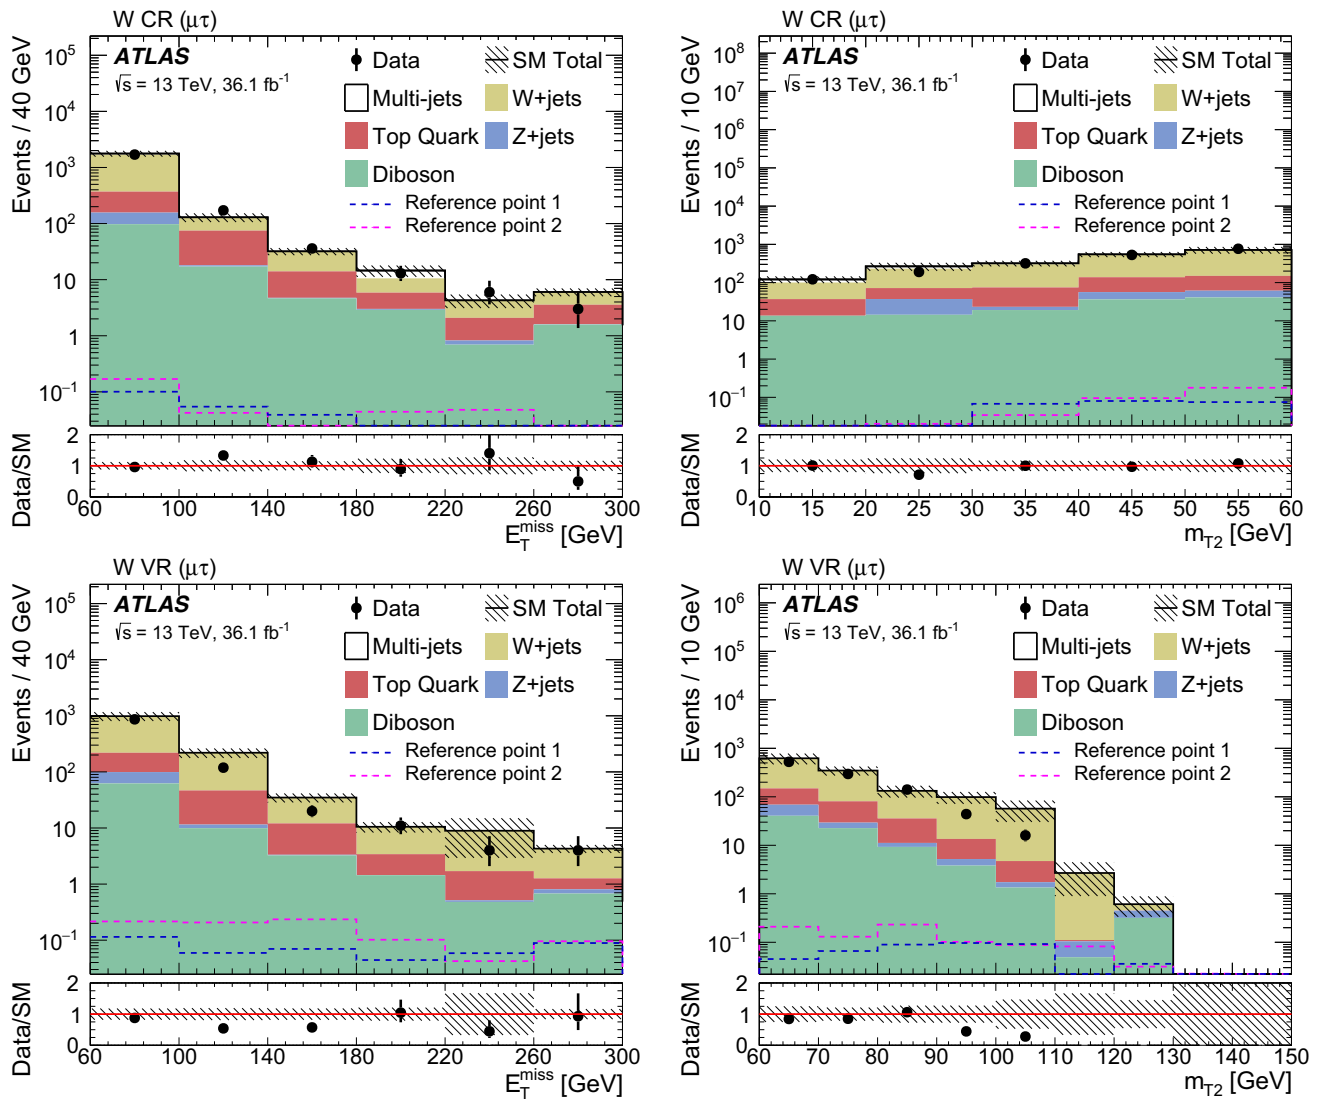 W CR (μτ)
Events / 40 GeV
10⁵
10⁴
10³
10²
10
1
10⁻¹
ATLAS
√s = 13 TeV, 36.1 fb⁻¹
Data
SM Total
Multi-jets
W+jets
Top Quark
Z+jets
Diboson
Reference point 1
Reference point 2
Data/SM
2
1
0
60 100 140 180 220 260 300
E_T^miss [GeV]
W CR (μτ)
Events / 10 GeV
10⁸
10⁷
10⁶
10⁵
10⁴
10³
10²
10
1
10⁻¹
ATLAS
√s = 13 TeV, 36.1 fb⁻¹
Data
SM Total
Multi-jets
W+jets
Top Quark
Z+jets
Diboson
Reference point 1
Reference point 2
Data/SM
2
1
0
10 15 20 25 30 35 40 45 50 55 60
m_T2 [GeV]
W VR (μτ)
Events / 40 GeV
10⁵
10⁴
10³
10²
10
1
10⁻¹
ATLAS
√s = 13 TeV, 36.1 fb⁻¹
Data
SM Total
Multi-jets
W+jets
Top Quark
Z+jets
Diboson
Reference point 1
Reference point 2
Data/SM
2
1
0
60 100 140 180 220 260 300
E_T^miss [GeV]
W VR (μτ)
Events / 10 GeV
10⁶
10⁵
10⁴
10³
10²
10
1
10⁻¹
ATLAS
√s = 13 TeV, 36.1 fb⁻¹
Data
SM Total
Multi-jets
W+jets
Top Quark
Z+jets
Diboson
Reference point 1
Reference point 2
Data/SM
2
1
0
60 70 80 90 100 110 120 130 140 150
m_T2 [GeV]